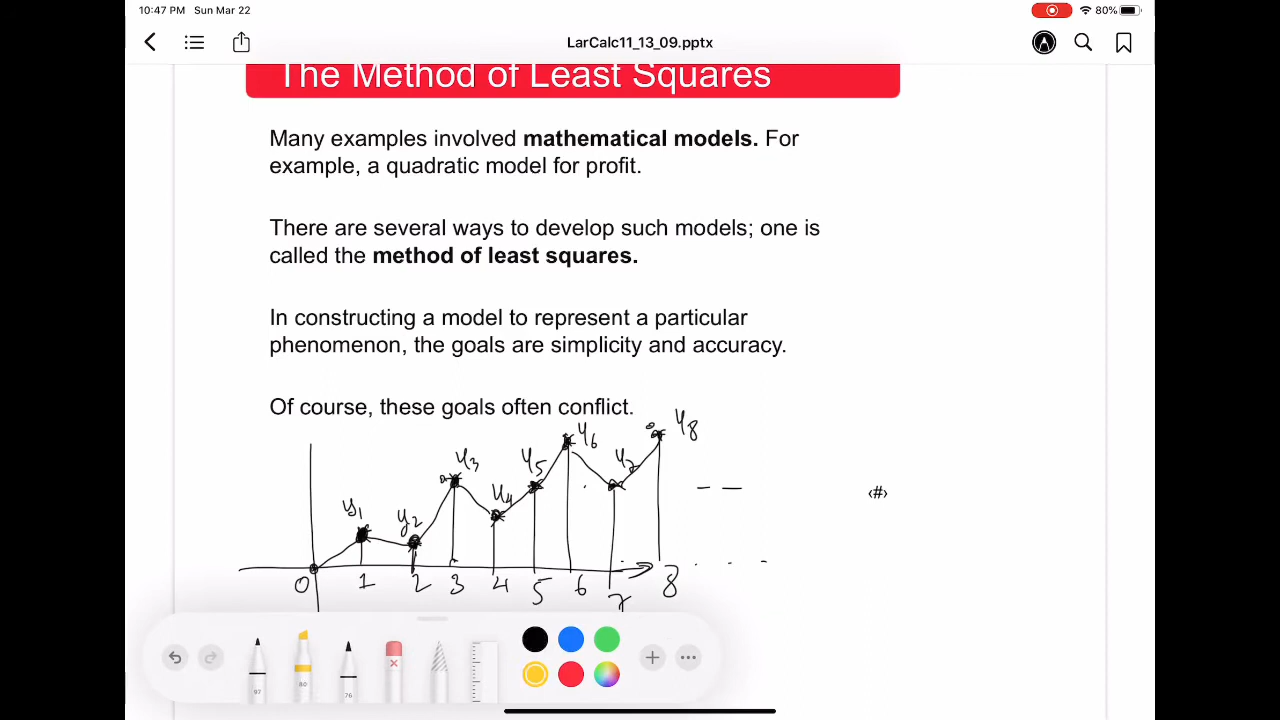 10:47 PM Sun Mar 22
80%
LarCalc11_13_09.pptx
The Method of Least Squares
Many examples involved mathematical models. For
example, a quadratic model for profit.
There are several ways to develop such models; one is
called the method of least squares.
In constructing a model to represent a particular
phenomenon, the goals are simplicity and accuracy.
Of course, these goals often conflict.
y1 y2 y3 y4 y5 y6 y7 y8
‹#›
0 1 2 3 4 5 6 7 8
97 80 76